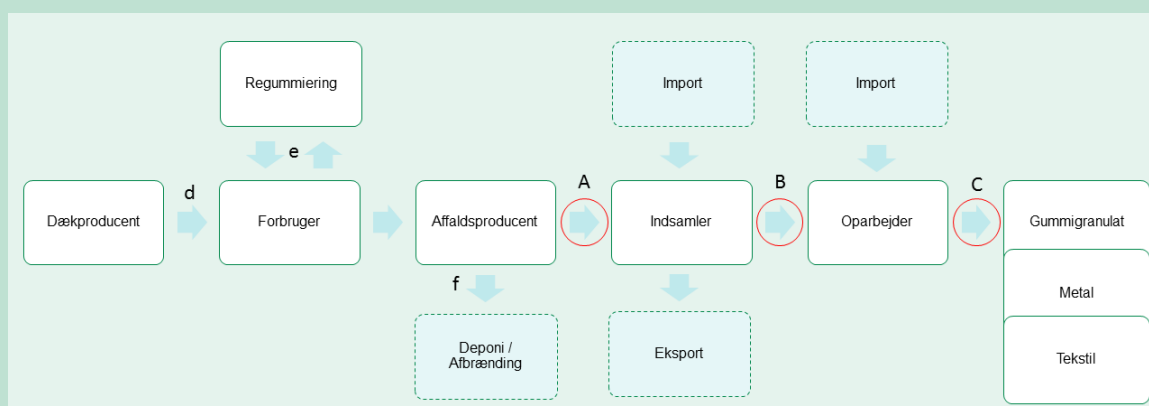 Regummiering
Import
Import
e
d
A
B
C
Dækproducent
Forbruger
Affaldsproducent
Indsamler
Oparbejder
Gummigranulat
f
Metal
Deponi /
Afbrænding
Eksport
Tekstil